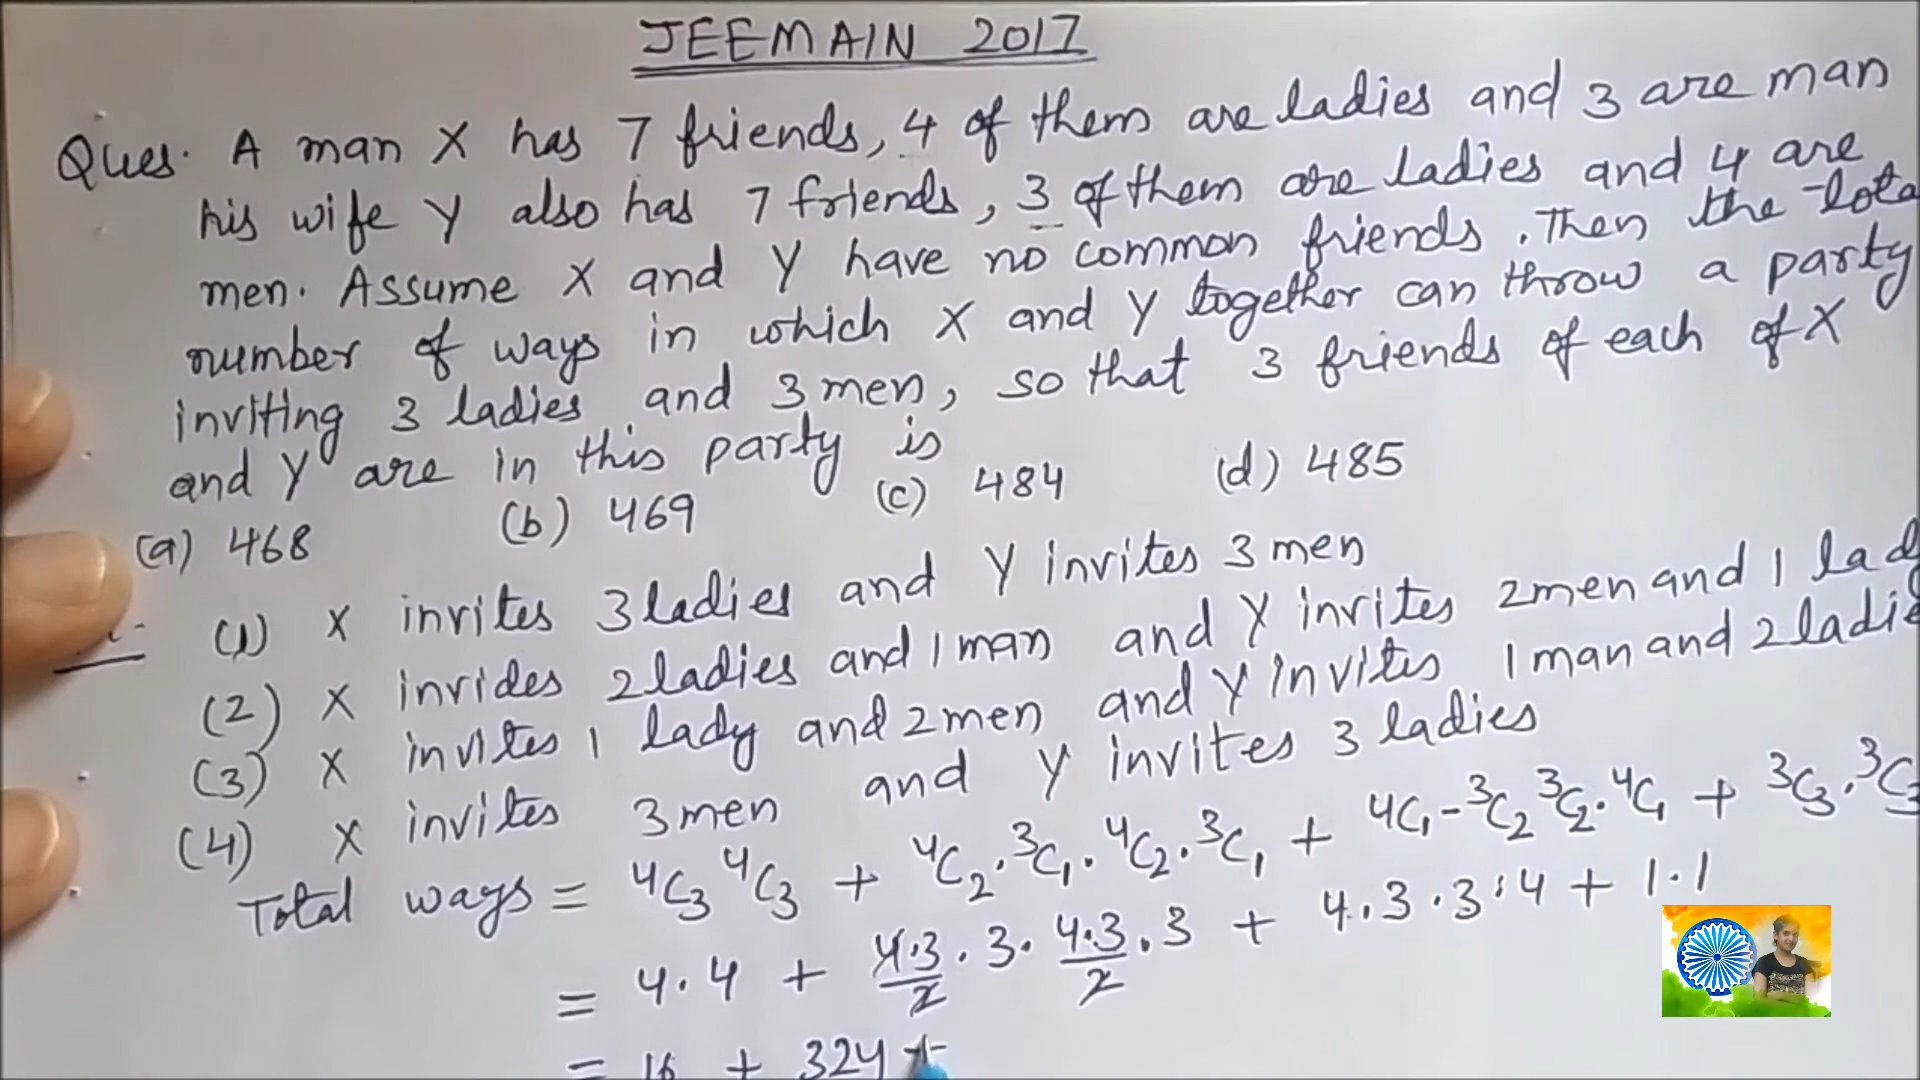 JEEMAIN 2017
Ques. A man X has 7 friends, 4 of them are ladies and 3 are man
his wife Y also has 7 friends, 3 of them are ladies and 4 are
men. Assume X and Y have no common friends. Then the tota
number of ways in which X and Y together can throw a party
inviting 3 ladies and 3 men, so that 3 friends of each of X
and Y are in this party is
(a) 468 (b) 469 (c) 484 (d) 485
(1) X invites 3 ladies and Y invites 3 men
(2) X invides 2 ladies and 1 man and Y invites 2 men and 1 lady
(3) X invites 1 lady and 2 men and Y invites 1 man and 2 ladie
(4) X invites 3 men and Y invites 3 ladies
Total ways = ⁴C₃ ⁴C₃ + ⁴C₂ . ³C₁ . ⁴C₂ . ³C₁ + ⁴C₁ - ³C₂ ³C₂ . ⁴C₁ + ³C₃ . ³C₃
= 4.4 + 4.3/2 . 3 . 4.3/2 . 3 + 4.3.3.4 + 1.1
= 16 + 324 +